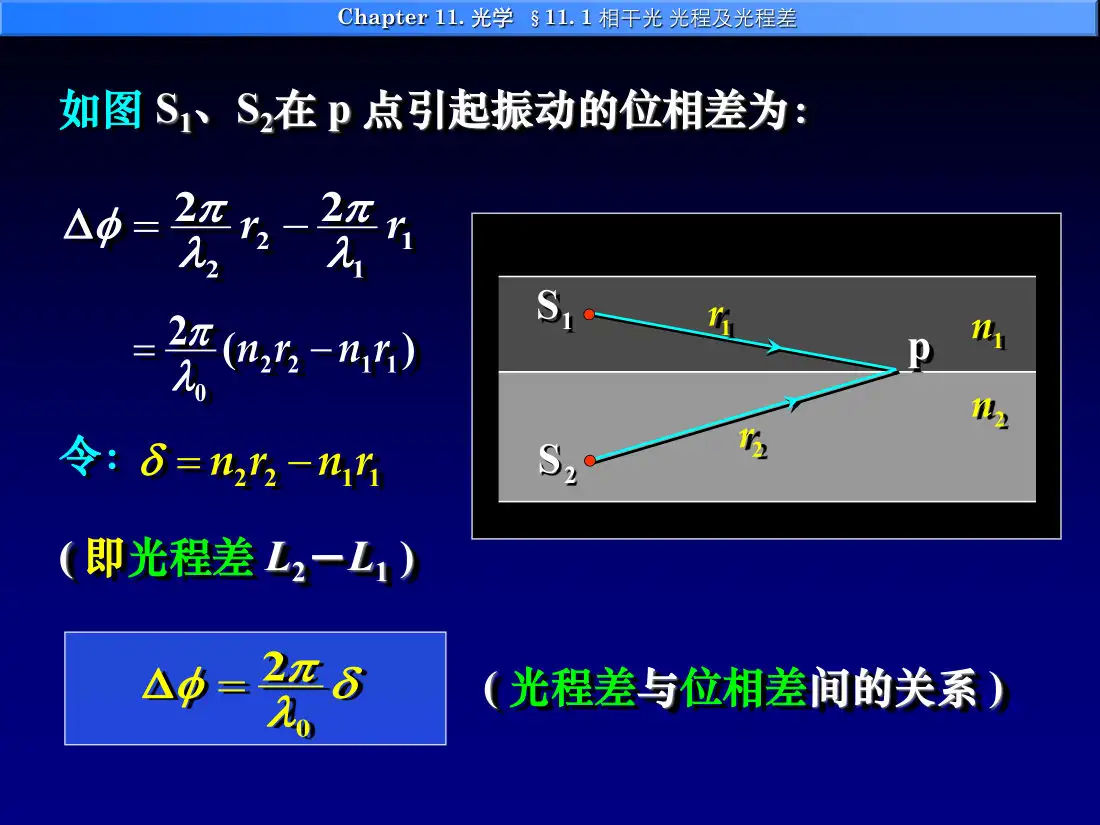 Chapter 11. 光学 § 11. 1 相干光 光程及光程差
如图 S₁、S₂在 p 点引起振动的位相差为:
Δϕ = 2π/λ₂ r₂ − 2π/λ₁ r₁
= 2π/λ₀ (n₂r₂ − n₁r₁)
令: δ = n₂r₂ − n₁r₁
( 即光程差 L₂－L₁ )
Δϕ = 2π/λ₀ δ
( 光程差与位相差间的关系 )
S₁
r₁
n₁
p
n₂
r₂
S₂